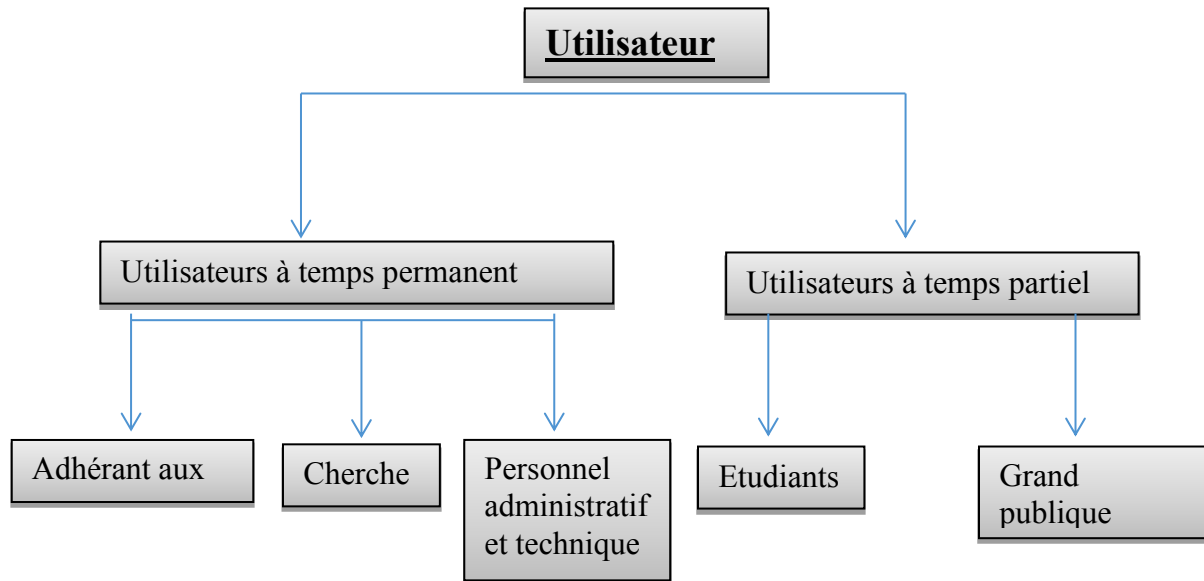 Utilisateur
Utilisateurs à temps permanent
Utilisateurs à temps partiel
Adhérant aux
Cherche
Personnel
administratif
et technique
Etudiants
Grand
publique